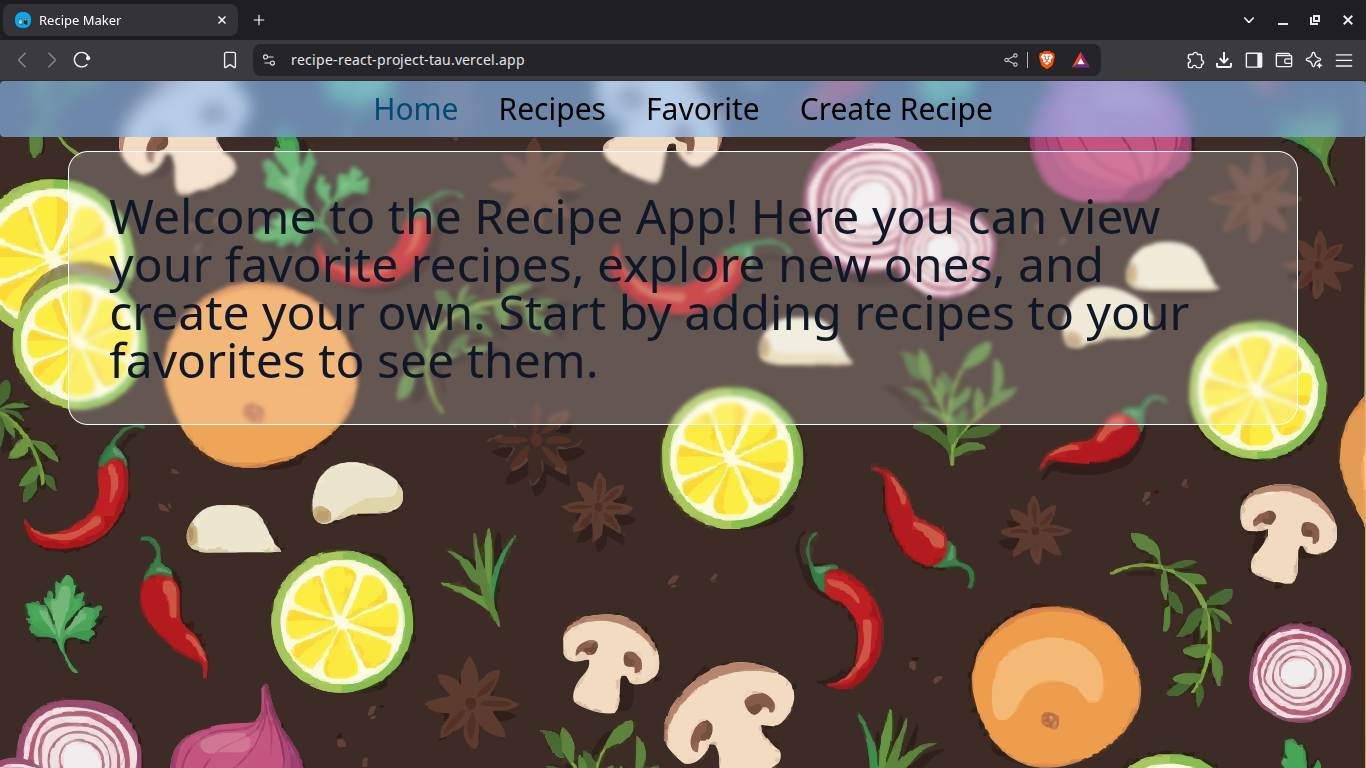 Recipe Maker
recipe-react-project-tau.vercel.app
Home Recipes Favorite Create Recipe
Welcome to the Recipe App! Here you can view
your favorite recipes, explore new ones, and
create your own. Start by adding recipes to your
favorites to see them.